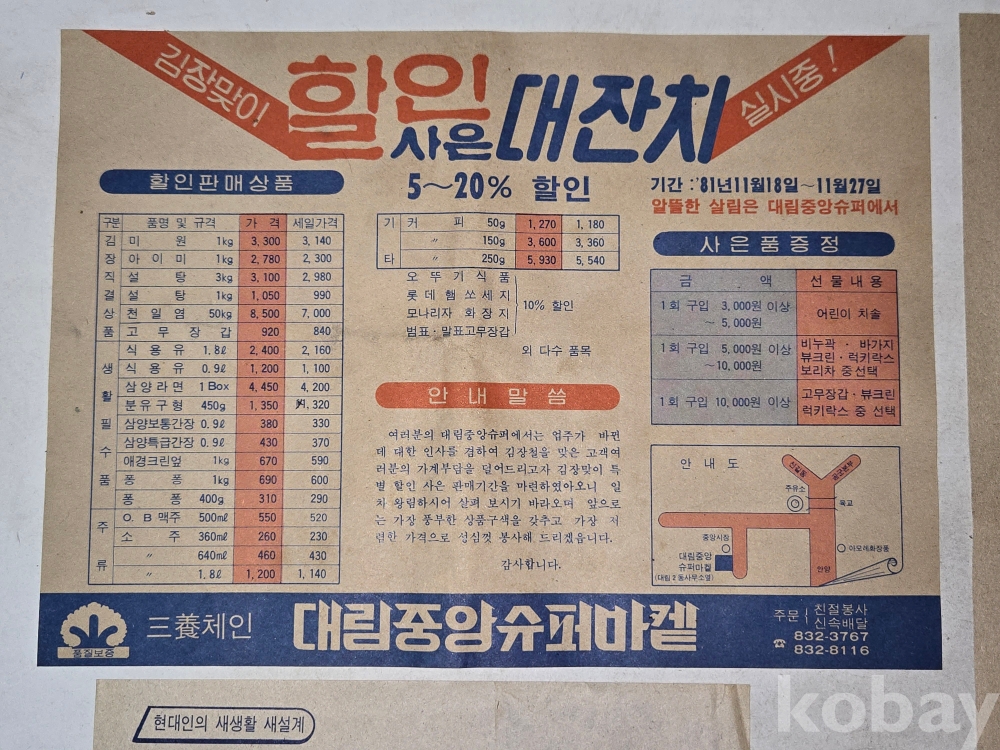 김장맞이
할인
사은 대잔치
실시중!
할인판매상품
5～20% 할인
기간 : '81년11월18일～11월27일
알뜰한 살림은 대림중앙슈퍼에서
구분 품명 및 규격 가 격 세일가격
김장직결상품
미 원 1kg 3,300 3,140
아 이 미 1kg 2,780 2,300
설 탕 3kg 3,100 2,980
설 탕 1kg 1,050 990
천 일 염 50kg 8,500 7,000
고 무 장 갑 920 840
생활필수품
식 용 유 1.8ℓ 2,400 2,160
식 용 유 0.9ℓ 1,200 1,100
삼양라면 1Box 4,450 4,200
분유구형 450g 1,350 1,320
삼양보통간장 0.9ℓ 380 330
삼양특급간장 0.9ℓ 430 370
애경크린엎 1kg 670 590
퐁 퐁 1kg 690 600
퐁 퐁 400g 310 290
주류
O.B 맥주 500㎖ 550 520
소 주 360㎖ 260 230
〃 640㎖ 460 430
〃 1.8ℓ 1,200 1,140
기타
커 피 50g 1,270 1,180
〃 150g 3,600 3,360
〃 250g 5,930 5,540
오뚜기식품
롯데햄쏘세지
모나리자 화장지
범표·말표고무장갑
10% 할인
외 다수 품목
안내말씀
여러분의 대림중앙슈퍼에서는 업주가 바뀐
데 대한 인사를 겸하여 김장철을 맞은 고객여
러분의 가계부담을 덜어드리고자 김장맞이 특
별 할인 사은 판매기간을 마련하였아오니 일
차 왕림하시어 살펴 보시기 바라오며 앞으로
는 가장 풍부한 상품구색을 갖추고 가장 저
렴한 가격으로 성심껏 봉사해 드리겠읍니다.
감사합니다.
사은품증정
금 액 선물내용
1회 구입 3,000원 이상
～ 5,000원
어린이 치솔
1회 구입 5,000원 이상
～10,000원
비누곽 · 바가지
뷰크린 · 럭키락스
보리차 중 선택
1회 구입 10,000원 이상
고무장갑 · 뷰크린
럭키락스 중 선택
안 내 도
신길동
공군본부
주유소
육교
중앙시장
대림중앙
슈퍼마켙
(대림2동사무소옆)
아모레화장품
안양
품질보증
三養체인
대림중앙슈퍼마켙
주문
친절봉사
신속배달
☎ 832-3767
832-8116
현대인의 새생활 새설계
kobay